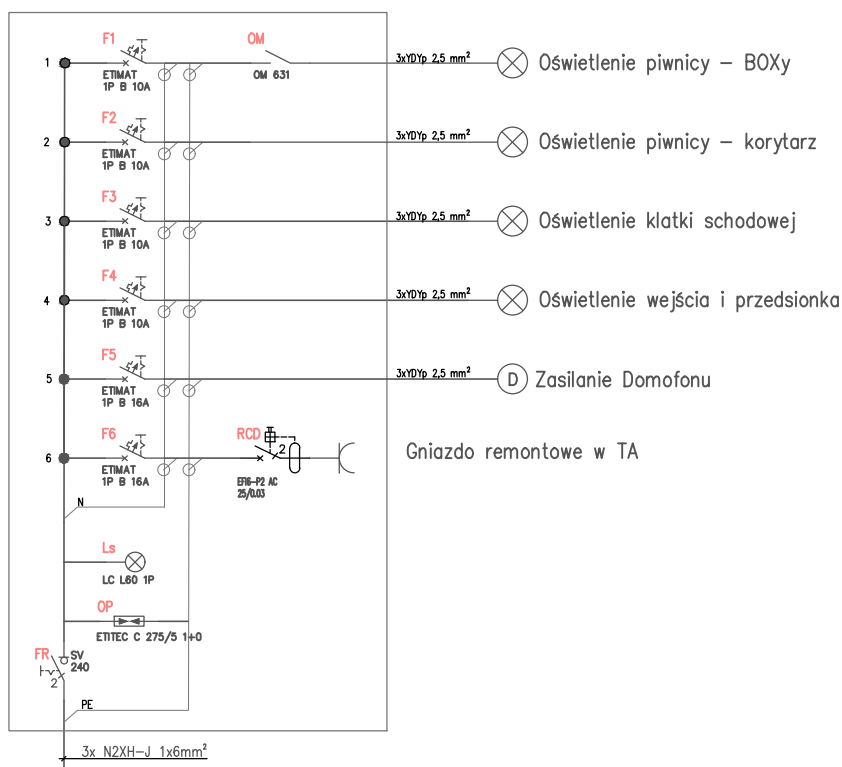 F1
OM
1
ETIMAT
1P B 10A
OM 631
3xYDYp 2,5 mm²
Oświetlenie piwnicy – BOXy
F2
2
ETIMAT
1P B 10A
3xYDYp 2,5 mm²
Oświetlenie piwnicy – korytarz
F3
3
ETIMAT
1P B 10A
3xYDYp 2,5 mm²
Oświetlenie klatki schodowej
F4
4
ETIMAT
1P B 10A
3xYDYp 2,5 mm²
Oświetlenie wejścia i przedsionka
F5
5
ETIMAT
1P B 16A
3xYDYp 2,5 mm²
D
Zasilanie Domofonu
F6
RCD
6
ETIMAT
1P B 16A
2
EFI6-P2 AC
25/0.03
Gniazdo remontowe w TA
N
Ls
LC L60 1P
OP
ETITEC C 275/5 1+0
FR
SV
240
2
PE
3x N2XH-J 1x6mm²